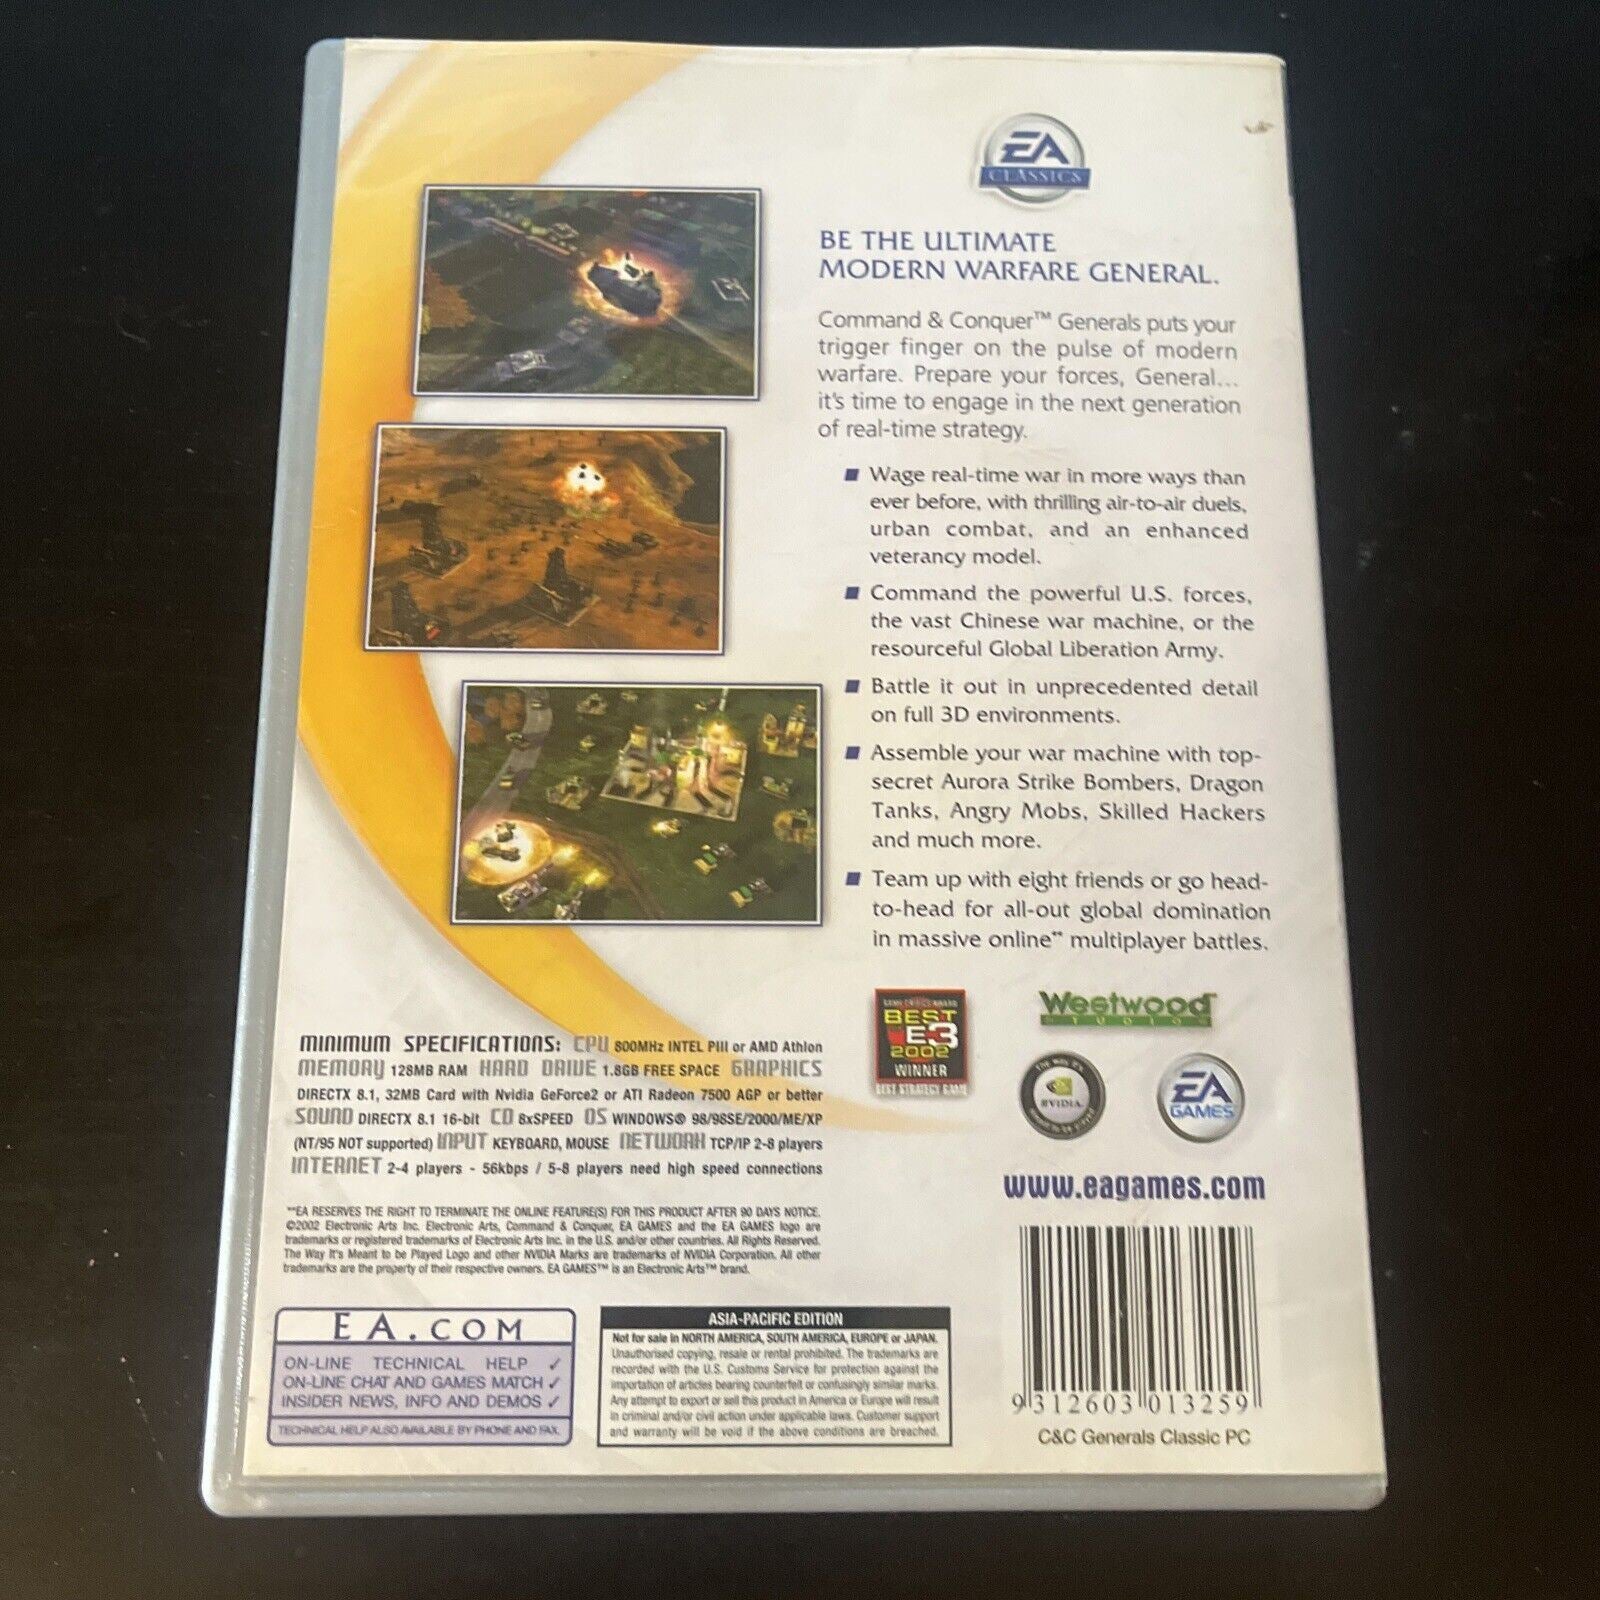 EA
CLASSICS
BE THE ULTIMATE
MODERN WARFARE GENERAL.
Command & Conquer™ Generals puts your
trigger finger on the pulse of modern
warfare. Prepare your forces, General...
it's time to engage in the next generation
of real-time strategy.
■ Wage real-time war in more ways than
ever before, with thrilling air-to-air duels,
urban combat, and an enhanced
veterancy model.
■ Command the powerful U.S. forces,
the vast Chinese war machine, or the
resourceful Global Liberation Army.
■ Battle it out in unprecedented detail
on full 3D environments.
■ Assemble your war machine with top-
secret Aurora Strike Bombers, Dragon
Tanks, Angry Mobs, Skilled Hackers
and much more.
■ Team up with eight friends or go head-
to-head for all-out global domination
in massive online** multiplayer battles.
MINIMUM SPECIFICATIONS: CPU 800MHz INTEL PIII or AMD Athlon
MEMORY 128MB RAM HARD DRIVE 1.8GB FREE SPACE GRAPHICS
DIRECTX 8.1, 32MB Card with Nvidia GeForce2 or ATI Radeon 7500 AGP or better
SOUND DIRECTX 8.1 16-bit CD 8xSPEED OS WINDOWS® 98/98SE/2000/ME/XP
(NT/95 NOT supported) INPUT KEYBOARD, MOUSE NETWORK TCP/IP 2-8 players
INTERNET 2-4 players - 56kbps / 5-8 players need high speed connections
**EA RESERVES THE RIGHT TO TERMINATE THE ONLINE FEATURE(S) FOR THIS PRODUCT AFTER 90 DAYS NOTICE.
©2002 Electronic Arts Inc. Electronic Arts, Command & Conquer, EA GAMES and the EA GAMES logo are
trademarks or registered trademarks of Electronic Arts Inc. in the U.S. and/or other countries. All Rights Reserved.
The Way It's Meant to be Played Logo and other NVIDIA Marks are trademarks of NVIDIA Corporation. All other
trademarks are the property of their respective owners. EA GAMES™ is an Electronic Arts™ brand.
BEST
E3
2002
WINNER
BEST STRATEGY GAME
Westwood
STUDIOS
NVIDIA
EA
GAMES
www.eagames.com
EA.COM
ON-LINE TECHNICAL HELP ✓
ON-LINE CHAT AND GAMES MATCH ✓
INSIDER NEWS, INFO AND DEMOS ✓
TECHNICAL HELP ALSO AVAILABLE BY PHONE AND FAX.
ASIA-PACIFIC EDITION
Not for sale in NORTH AMERICA, SOUTH AMERICA, EUROPE or JAPAN.
Unauthorised copying, resale or rental prohibited. The trademarks are
recorded with the U.S. Customs Service for protection against the
importation of articles bearing counterfeit or confusingly similar marks.
Any attempt to export or sell this product in America or Europe will result
in criminal and/or civil action under applicable laws. Customer support
and warranty will be void if the above conditions are breached.
9 312603 013259
C&C Generals Classic PC